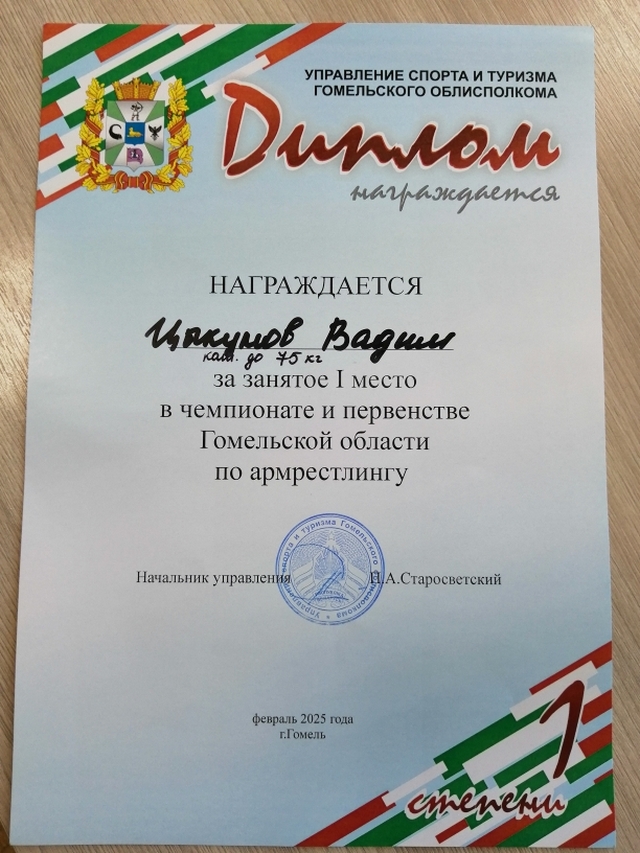 УПРАВЛЕНИЕ СПОРТА И ТУРИЗМА
ГОМЕЛЬСКОГО ОБЛИСПОЛКОМА
Диплом
награждается
НАГРАЖДАЕТСЯ
Цыкунов Вадим
кат. до 75 кг
за занятое I место
в чемпионате и первенстве
Гомельской области
по армрестлингу
Начальник управления
П.А.Старосветский
февраль 2025 года
г.Гомель
1
степени